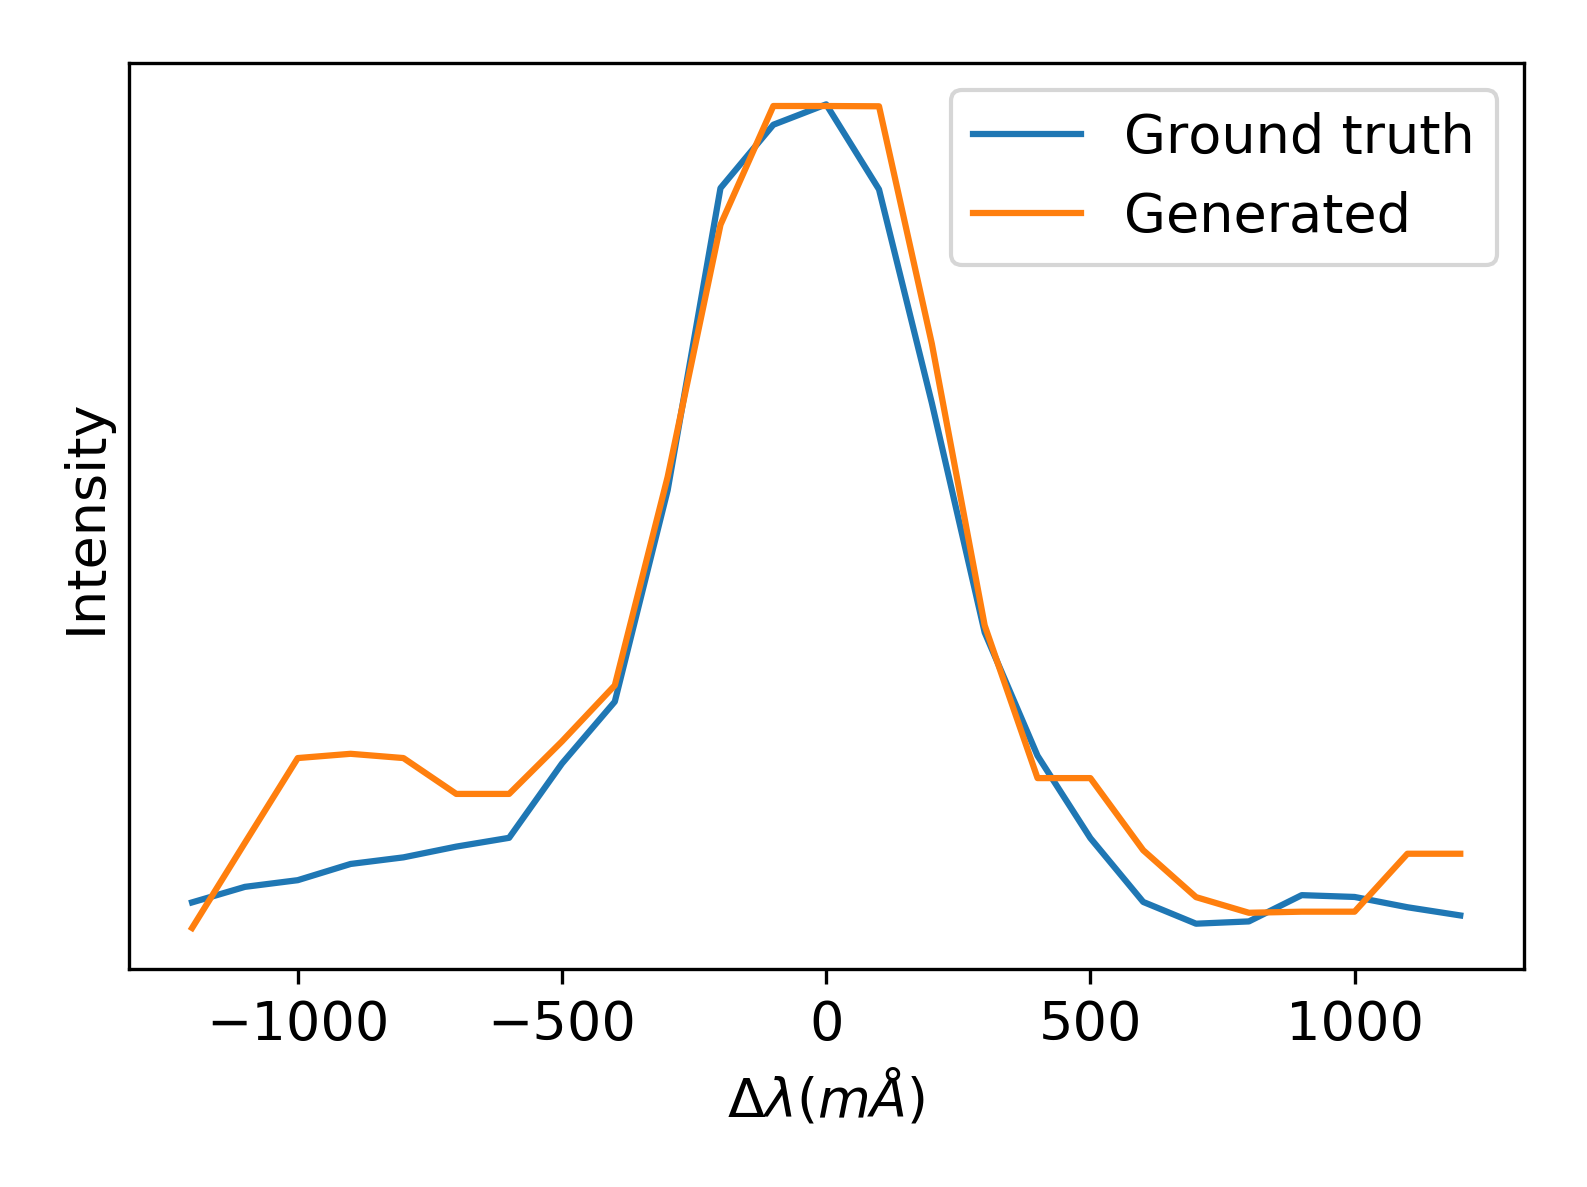 Ground truth
Generated
Intensity
−1000
−500
0
500
1000
Δλ(mÅ)